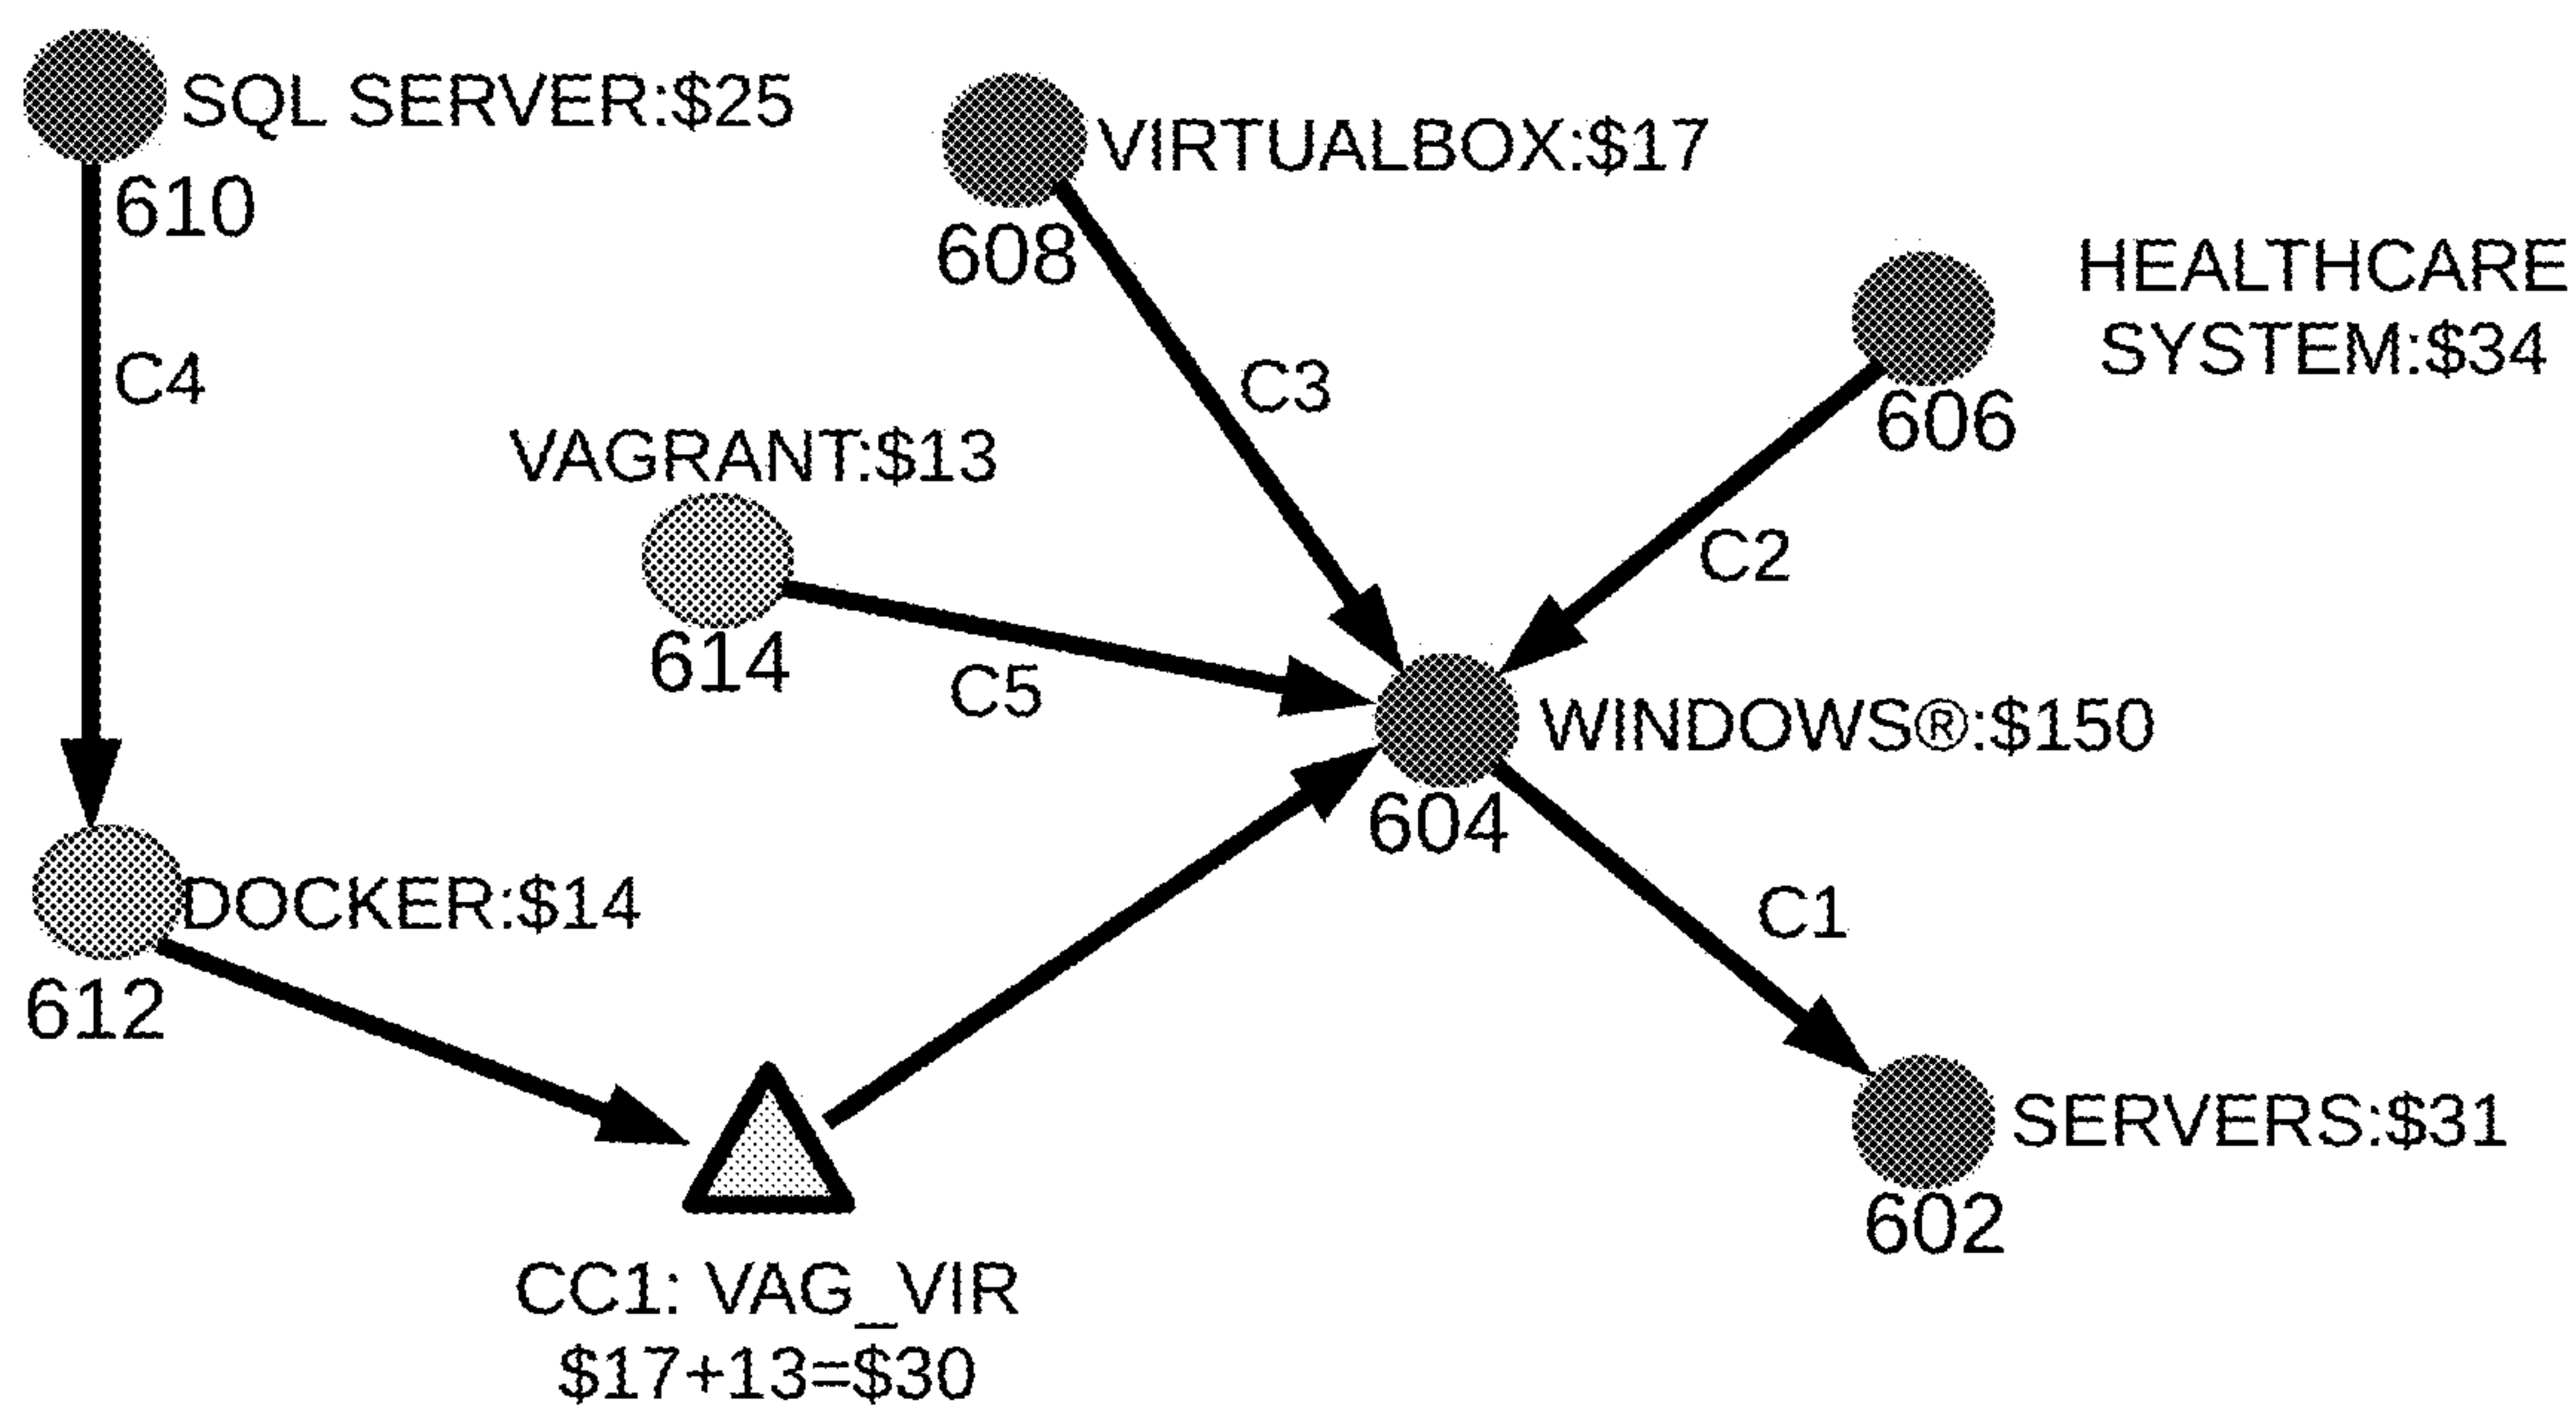 SQL SERVER:$25
610
VIRTUALBOX:$17
608
HEALTHCARE
SYSTEM:$34
606
C4
C3
VAGRANT:$13
614
C2
C5
WINDOWS®:$150
604
DOCKER:$14
612
C1
SERVERS:$31
602
CC1: VAG_VIR
$17+13=$30